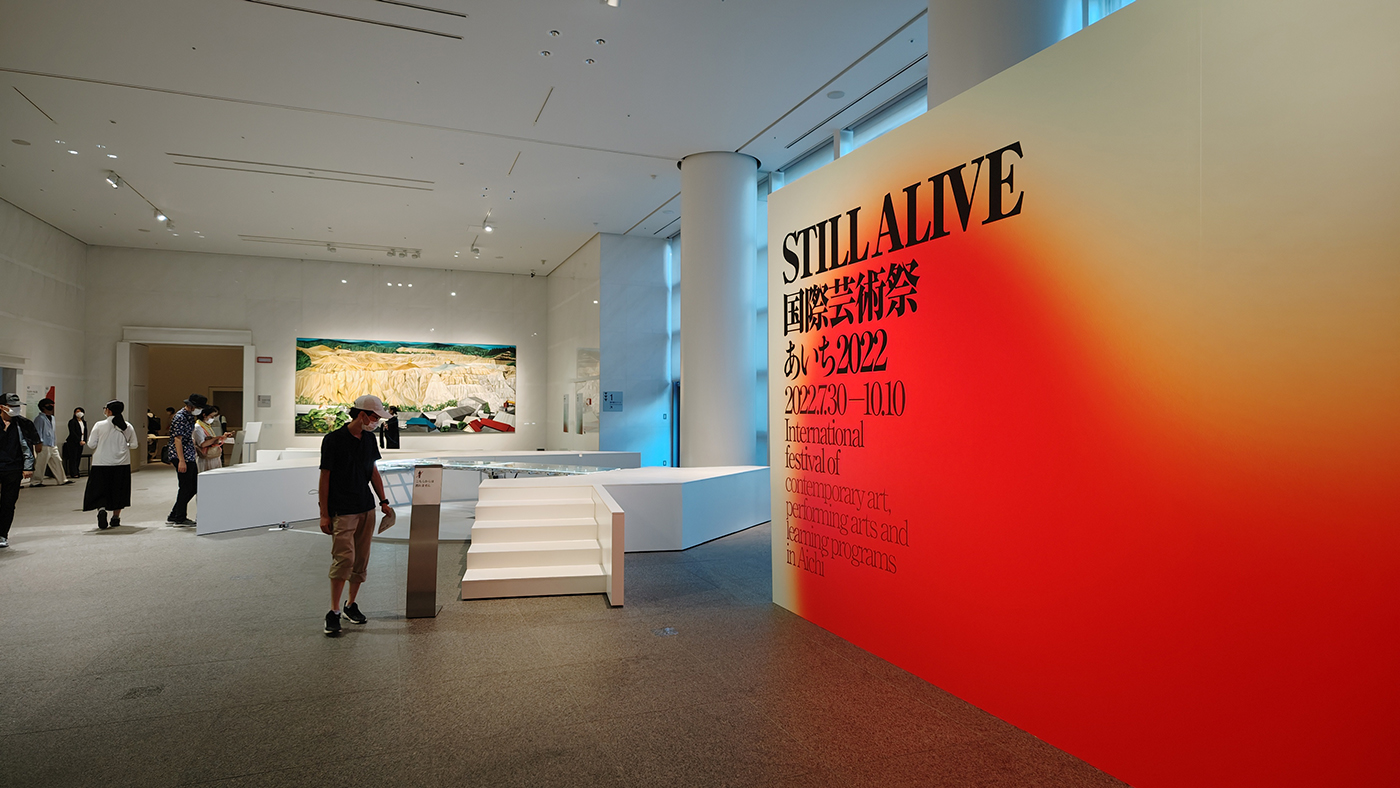 STILL ALIVE
国際芸術祭
あいち2022
2022.7.30—10.10
International
festival of
contemporary art,
performing arts and
learning programs
in Aichi
1